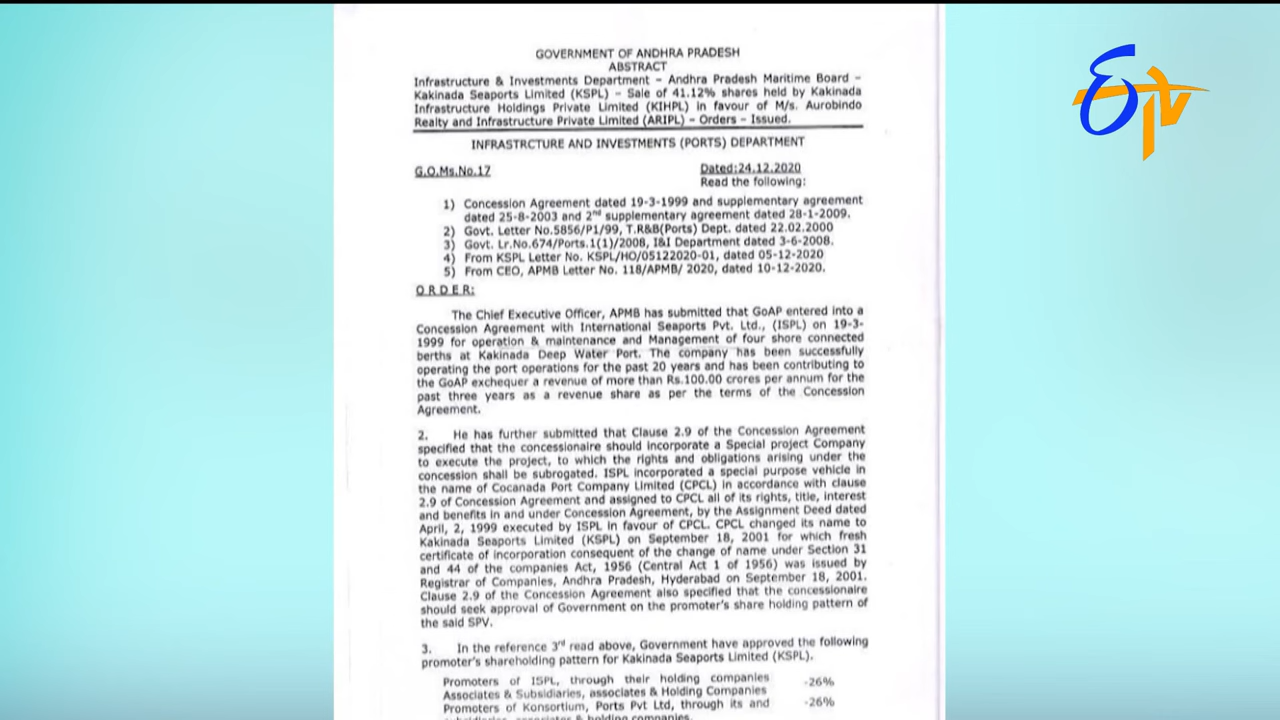 GOVERNMENT OF ANDHRA PRADESH
ABSTRACT
Infrastructure & Investments Department – Andhra Pradesh Maritime Board –
Kakinada Seaports Limited (KSPL) – Sale of 41.12% shares held by Kakinada
Infrastructure Holdings Private Limited (KIHPL) in favour of M/s. Aurobindo
Realty and Infrastructure Private Limited (ARIPL) – Orders – Issued.
INFRASTRCTURE AND INVESTMENTS (PORTS) DEPARTMENT
G.O.Ms.No.17 Dated:24.12.2020
Read the following:
1) Concession Agreement dated 19-3-1999 and supplementary agreement
dated 25-8-2003 and 2nd supplementary agreement dated 28-1-2009.
2) Govt. Letter No.5856/P1/99, T.R&B(Ports) Dept. dated 22.02.2000
3) Govt. Lr.No.674/Ports.1(1)/2008, I&I Department dated 3-6-2008.
4) From KSPL Letter No. KSPL/HO/05122020-01, dated 05-12-2020
5) From CEO, APMB Letter No. 118/APMB/ 2020, dated 10-12-2020.
O R D E R:
The Chief Executive Officer, APMB has submitted that GoAP entered into a
Concession Agreement with International Seaports Pvt. Ltd., (ISPL) on 19-3-
1999 for operation & maintenance and Management of four shore connected
berths at Kakinada Deep Water Port. The company has been successfully
operating the port operations for the past 20 years and has been contributing to
the GoAP exchequer a revenue of more than Rs.100.00 crores per annum for the
past three years as a revenue share as per the terms of the Concession
Agreement.
2. He has further submitted that Clause 2.9 of the Concession Agreement
specified that the concessionaire should incorporate a Special project Company
to execute the project, to which the rights and obligations arising under the
concession shall be subrogated. ISPL incorporated a special purpose vehicle in
the name of Cocanada Port Company Limited (CPCL) in accordance with clause
2.9 of Concession Agreement and assigned to CPCL all of its rights, title, interest
and benefits in and under Concession Agreement, by the Assignment Deed dated
April, 2, 1999 executed by ISPL in favour of CPCL. CPCL changed its name to
Kakinada Seaports Limited (KSPL) on September 18, 2001 for which fresh
certificate of incorporation consequent of the change of name under Section 31
and 44 of the companies Act, 1956 (Central Act 1 of 1956) was issued by
Registrar of Companies, Andhra Pradesh, Hyderabad on September 18, 2001.
Clause 2.9 of the Concession Agreement also specified that the concessionaire
should seek approval of Government on the promoter's share holding pattern of
the said SPV.
3. In the reference 3rd read above, Government have approved the following
promoter's shareholding pattern for Kakinada Seaports Limited (KSPL).
Promoters of ISPL, through their holding companies -26%
Associates & Subsidiaries, associates & Holding Companies
Promoters of Konsortium, Ports Pvt Ltd, through its and -26%
holding companies.
ETV